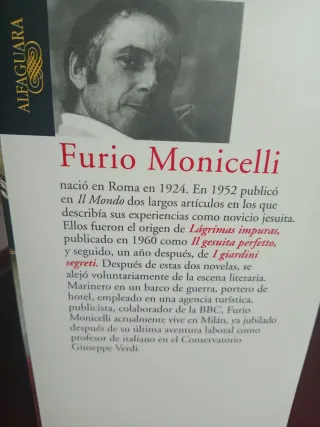 ALFAGUARA
Furio Monicelli
nació en Roma en 1924. En 1952 publicó
en Il Mondo dos largos artículos en los que
describía sus experiencias como novicio jesuita.
Ellos fueron el origen de Lágrimas impuras,
publicado en 1960 como Il gesuita perfetto,
y seguido, un año después, de I giardini
segreti. Después de estas dos novelas, se
alejó voluntariamente de la escena literaria.
Marinero en un barco de guerra, portero de
hotel, empleado en una agencia turística,
publicista, colaborador de la BBC, Furio
Monicelli actualmente vive en Milán, ya jubilado
después de su última aventura laboral como
profesor de italiano en el Conservatorio
Giuseppe Verdi.